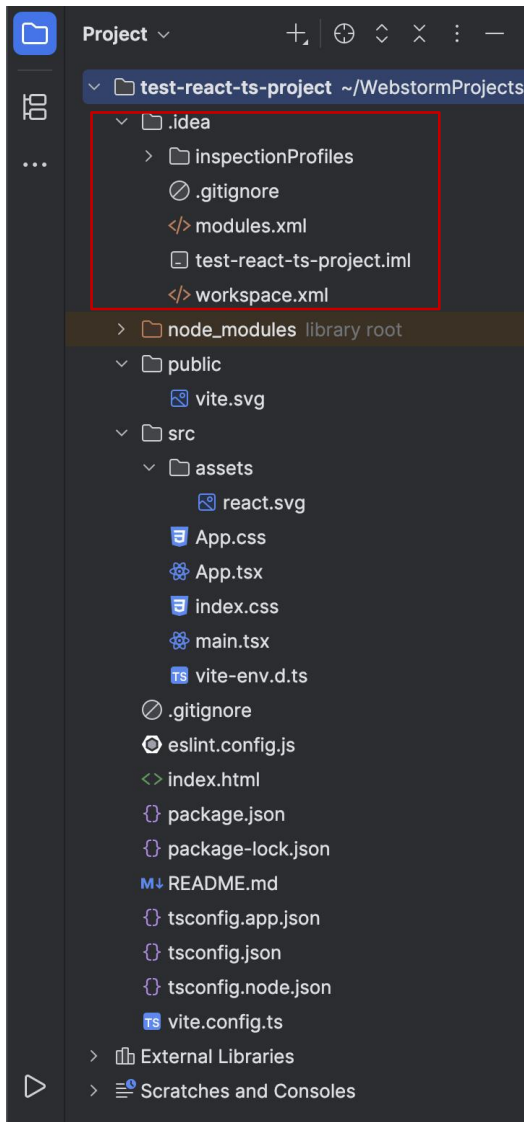 Project
test-react-ts-project ~/WebstormProjects
.idea
inspectionProfiles
.gitignore
</> modules.xml
test-react-ts-project.iml
</> workspace.xml
node_modules library root
public
vite.svg
src
assets
react.svg
App.css
App.tsx
index.css
main.tsx
TS vite-env.d.ts
.gitignore
eslint.config.js
<> index.html
{} package.json
{} package-lock.json
M↓ README.md
{} tsconfig.app.json
{} tsconfig.json
{} tsconfig.node.json
TS vite.config.ts
External Libraries
Scratches and Consoles